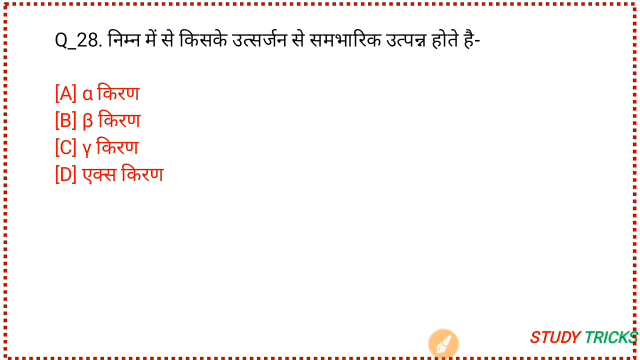 Q_28. निम्न में से किसके उत्सर्जन से समभारिक उत्पन्न होते है-
[A] α किरण
[B] β किरण
[C] γ किरण
[D] एक्स किरण
STUDY TRICKS